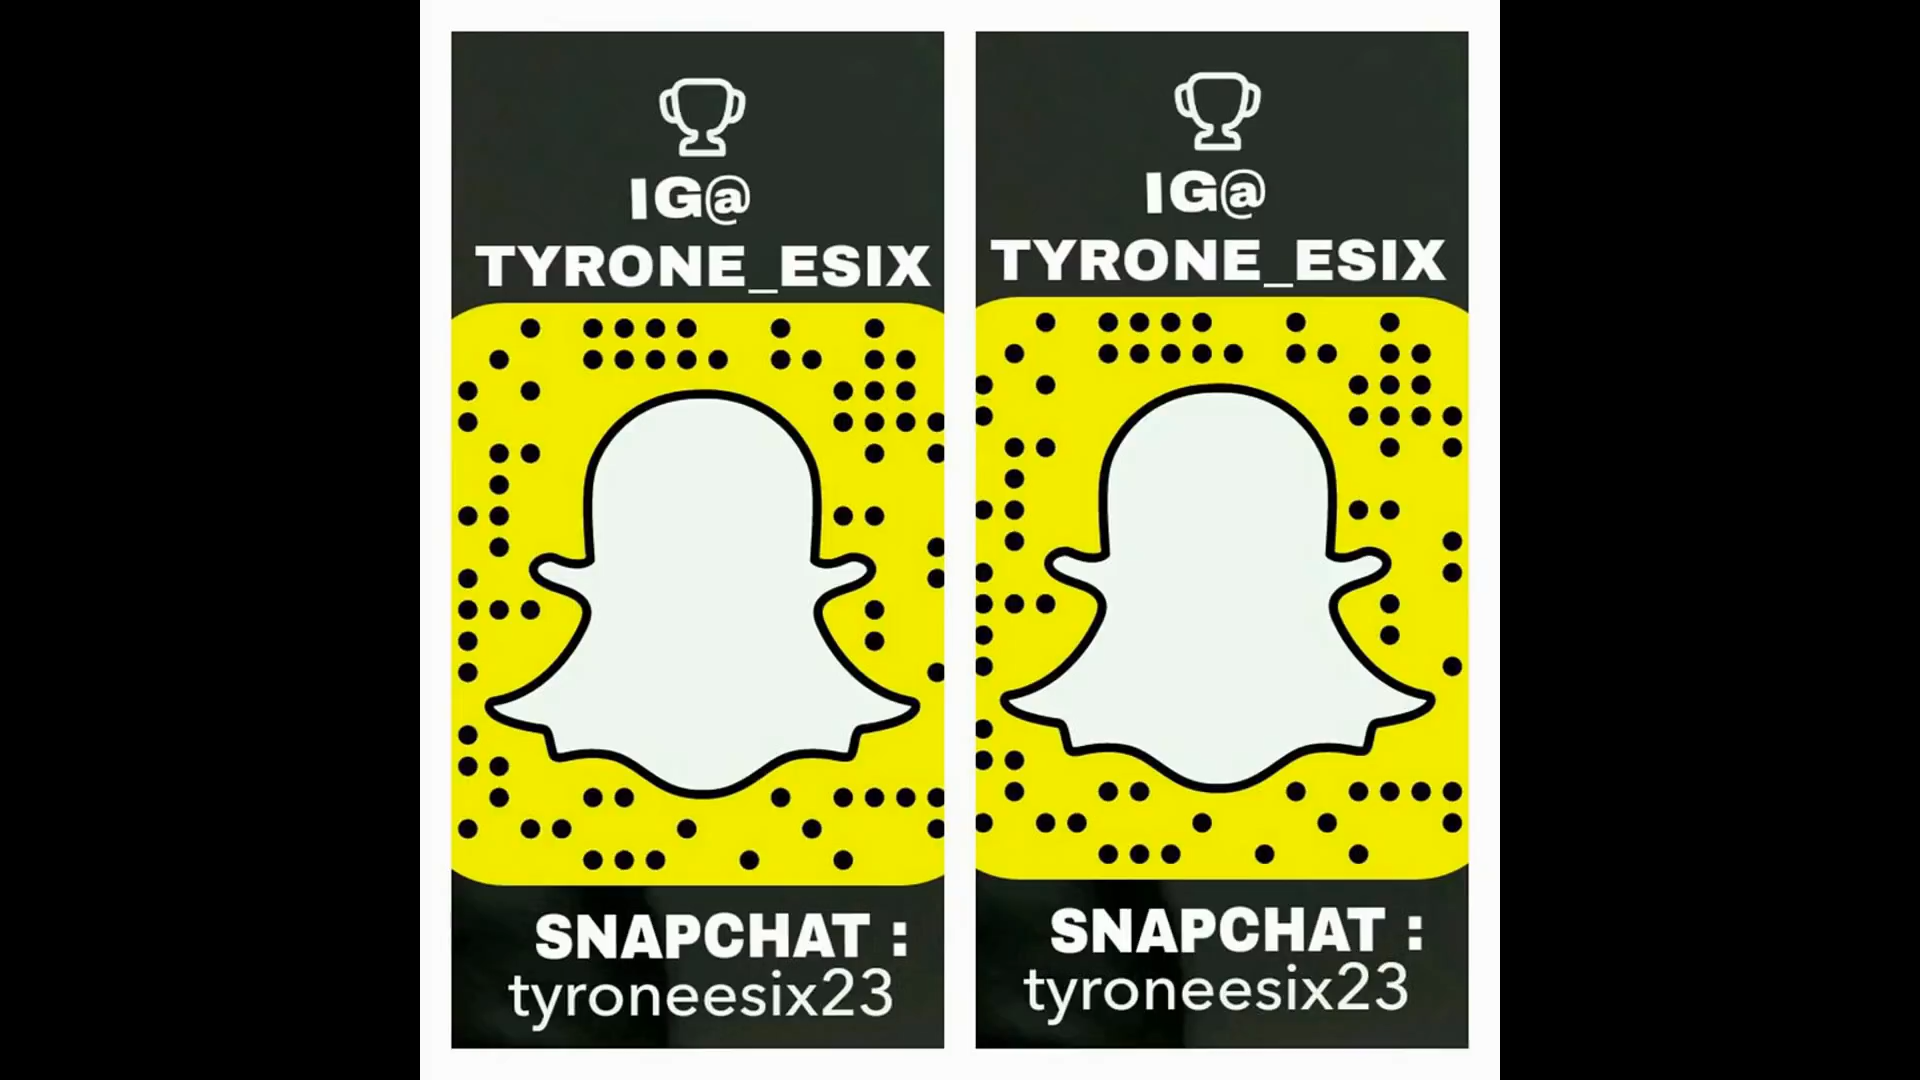 IG@
TYRONE_ESIX
SNAPCHAT :
tyroneesix23
IG@
TYRONE_ESIX
SNAPCHAT :
tyroneesix23